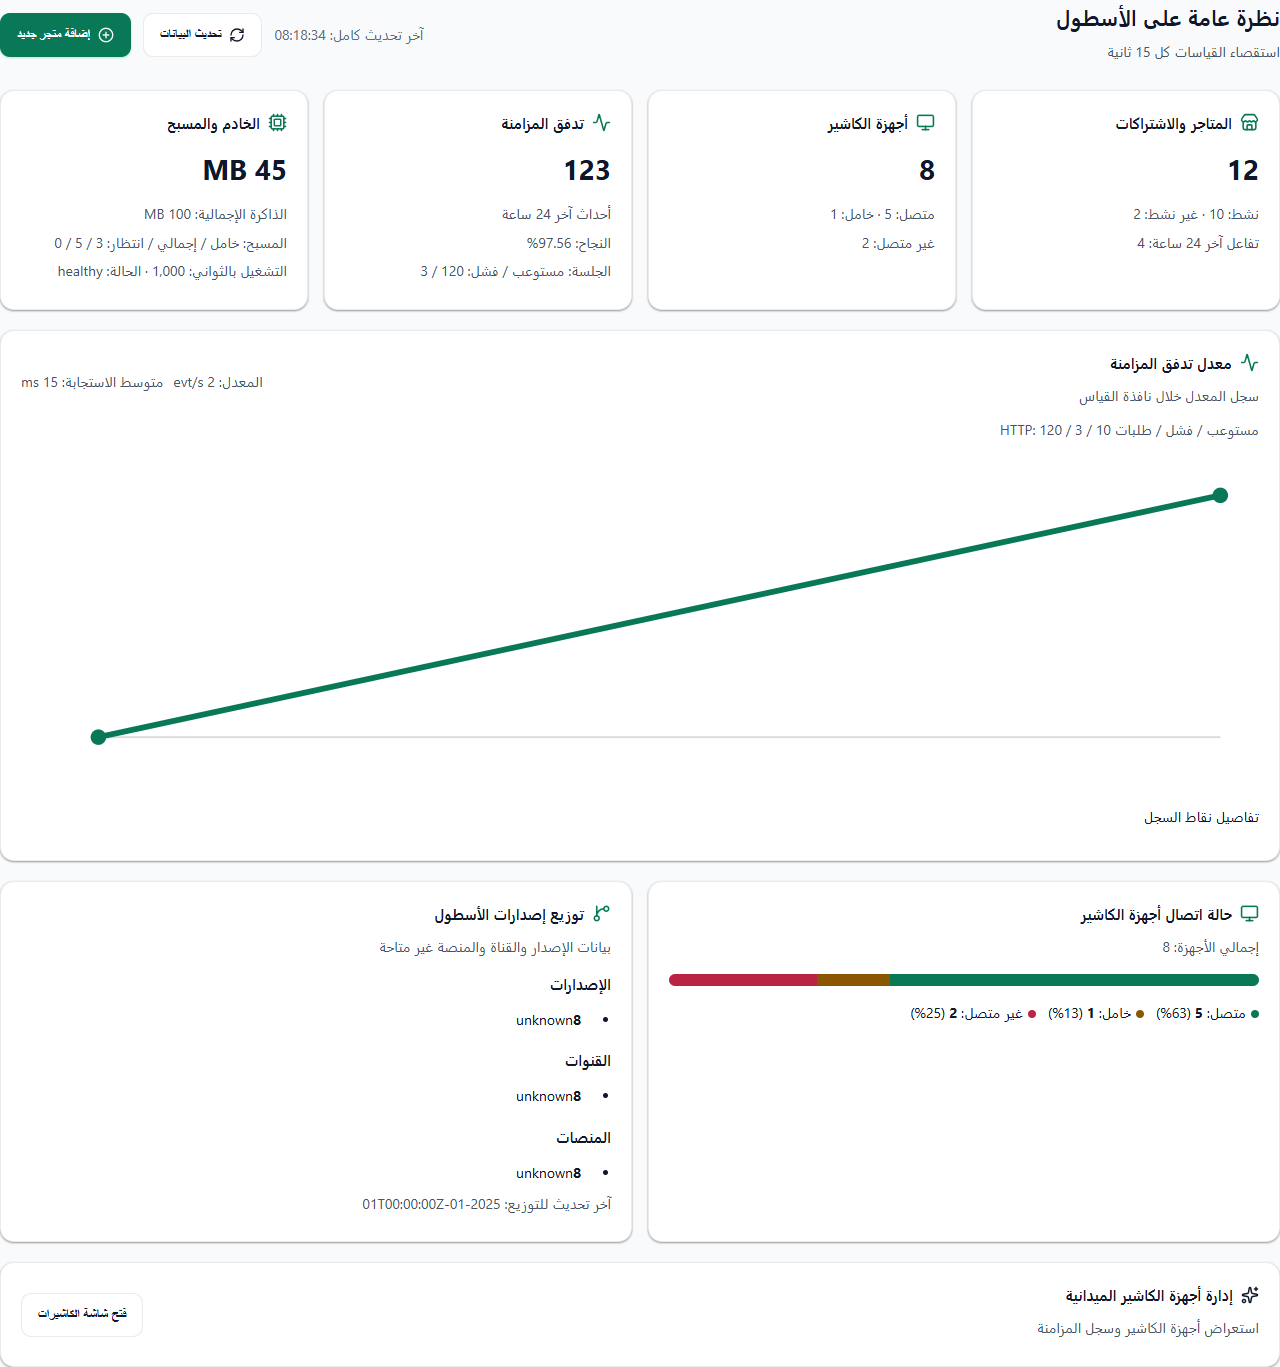 نظرة عامة على الأسطول
استقصاء القياسات كل 15 ثانية
آخر تحديث كامل: 08:18:34
تحديث البيانات
إضافة متجر جديد
المتاجر والاشتراكات
12
نشط: 10 · غير نشط: 2
تفاعل آخر 24 ساعة: 4
أجهزة الكاشير
8
متصل: 5 · خامل: 1
غير متصل: 2
تدفق المزامنة
123
أحداث آخر 24 ساعة
النجاح: 97.56%
الجلسة: مستوعب / فشل: 120 / 3
الخادم والمسبح
45 MB
الذاكرة الإجمالية: 100 MB
المسبح: خامل / إجمالي / انتظار: 3 / 5 / 0
التشغيل بالثواني: 1,000 · الحالة: healthy
معدل تدفق المزامنة
سجل المعدل خلال نافذة القياس
مستوعب / فشل / طلبات HTTP: 120 / 3 / 10
المعدل: 2 evt/s
متوسط الاستجابة: 15 ms
تفاصيل نقاط السجل
حالة اتصال أجهزة الكاشير
إجمالي الأجهزة: 8
متصل: 5 (63%)
خامل: 1 (13%)
غير متصل: 2 (25%)
توزيع إصدارات الأسطول
بيانات الإصدار والقناة والمنصة غير متاحة
الإصدارات
unknown8
القنوات
unknown8
المنصات
unknown8
آخر تحديث للتوزيع: 2025-01-01T00:00:00Z
إدارة أجهزة الكاشير الميدانية
استعراض أجهزة الكاشير وسجل المزامنة
فتح شاشة الكاشيرات